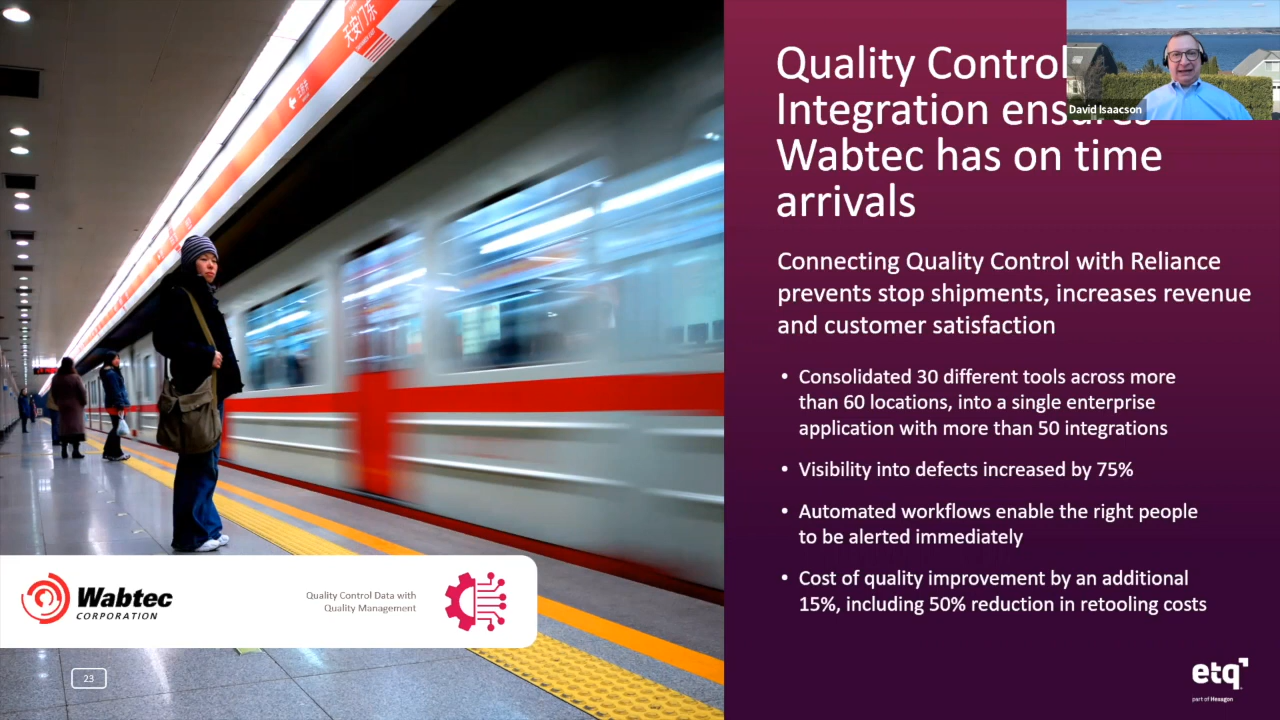 Quality Control
Integration ensures
Wabtec has on time
arrivals
David Isaacson
Connecting Quality Control with Reliance
prevents stop shipments, increases revenue
and customer satisfaction
• Consolidated 30 different tools across more
than 60 locations, into a single enterprise
application with more than 50 integrations
• Visibility into defects increased by 75%
• Automated workflows enable the right people
to be alerted immediately
• Cost of quality improvement by an additional
15%, including 50% reduction in retooling costs
天安门东
Wabtec
CORPORATION
Quality Control Data with
Quality Management
23
etq
part of Hexagon